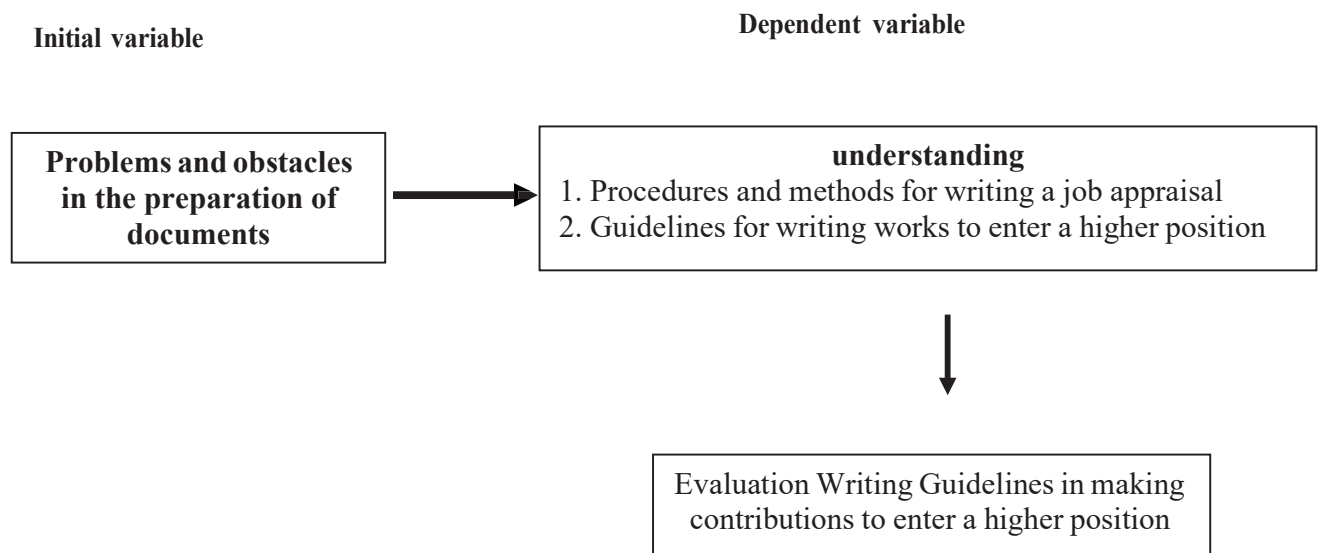 Initial variable
Dependent variable
Problems and obstacles
in the preparation of
documents
understanding
1. Procedures and methods for writing a job appraisal
2. Guidelines for writing works to enter a higher position
Evaluation Writing Guidelines in making
contributions to enter a higher position